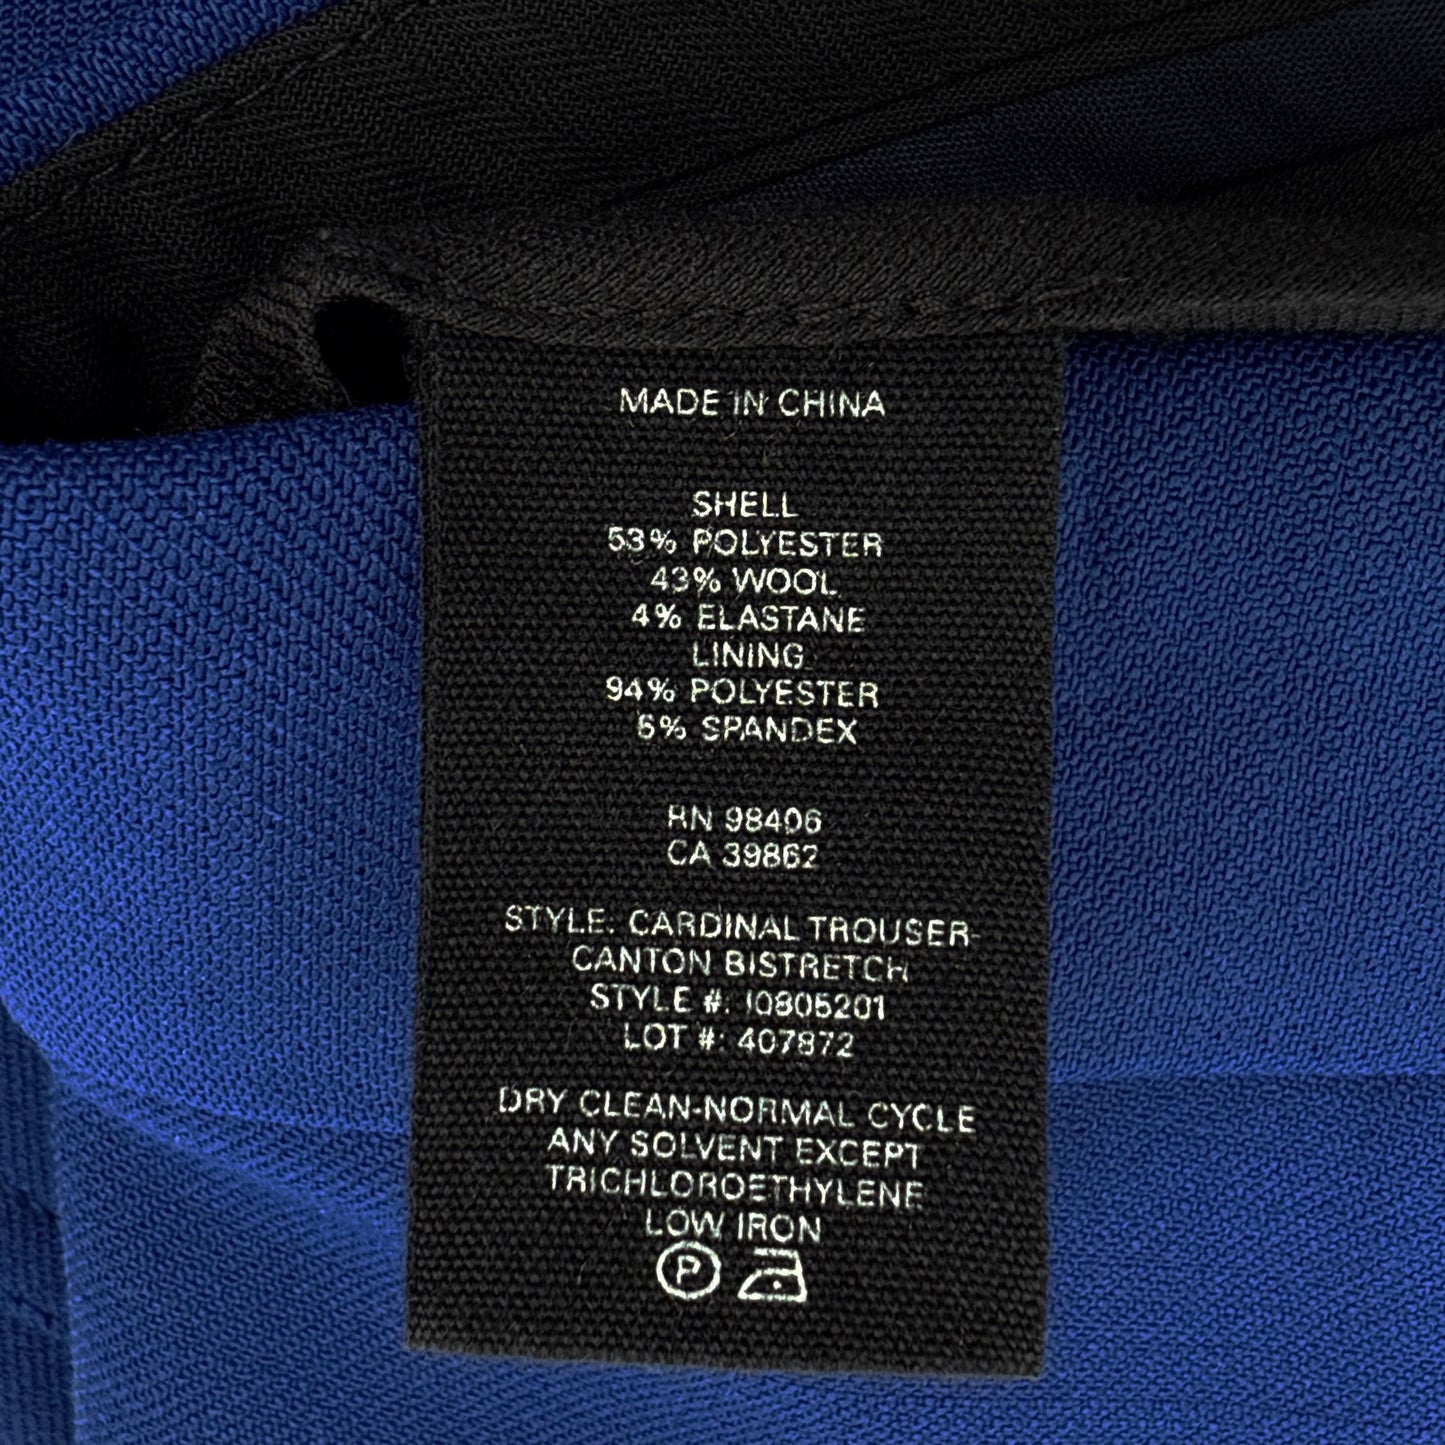 MADE IN CHINA
SHELL
53% POLYESTER
43% WOOL
4% ELASTANE
LINING
94% POLYESTER
6% SPANDEX
RN 98406
CA 39862
STYLE: CARDINAL TROUSER-
CANTON BISTRETCH
STYLE #: I0805201
LOT #: 407872
DRY CLEAN-NORMAL CYCLE
ANY SOLVENT EXCEPT
TRICHLOROETHYLENE
LOW IRON
P